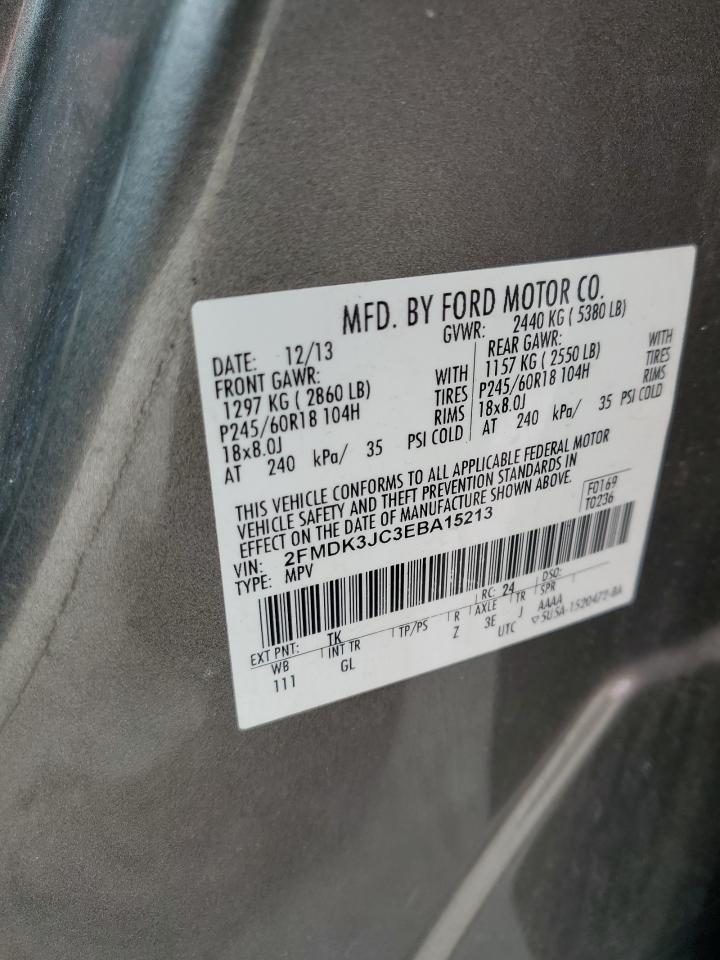 MFD. BY FORD MOTOR CO.
DATE: 12/13 GVWR: 2440 KG ( 5380 LB)
FRONT GAWR: REAR GAWR:
1297 KG ( 2860 LB) WITH 1157 KG ( 2550 LB) WITH
P245/60R18 104H TIRES P245/60R18 104H TIRES
18x8.0J RIMS 18x8.0J RIMS
AT 240 kPa/ 35 PSI COLD AT 240 kPa/ 35 PSI COLD
THIS VEHICLE CONFORMS TO ALL APPLICABLE FEDERAL MOTOR
VEHICLE SAFETY AND THEFT PREVENTION STANDARDS IN
EFFECT ON THE DATE OF MANUFACTURE SHOWN ABOVE.
F0169
T0236
VIN: 2FMDK3JC3EBA15213
TYPE: MPV
EXT PNT: TK RC: 24 DSO:
WB INT TR TP/PS R AXLE TR SPR
111 GL Z 3E J AAAA
UTC